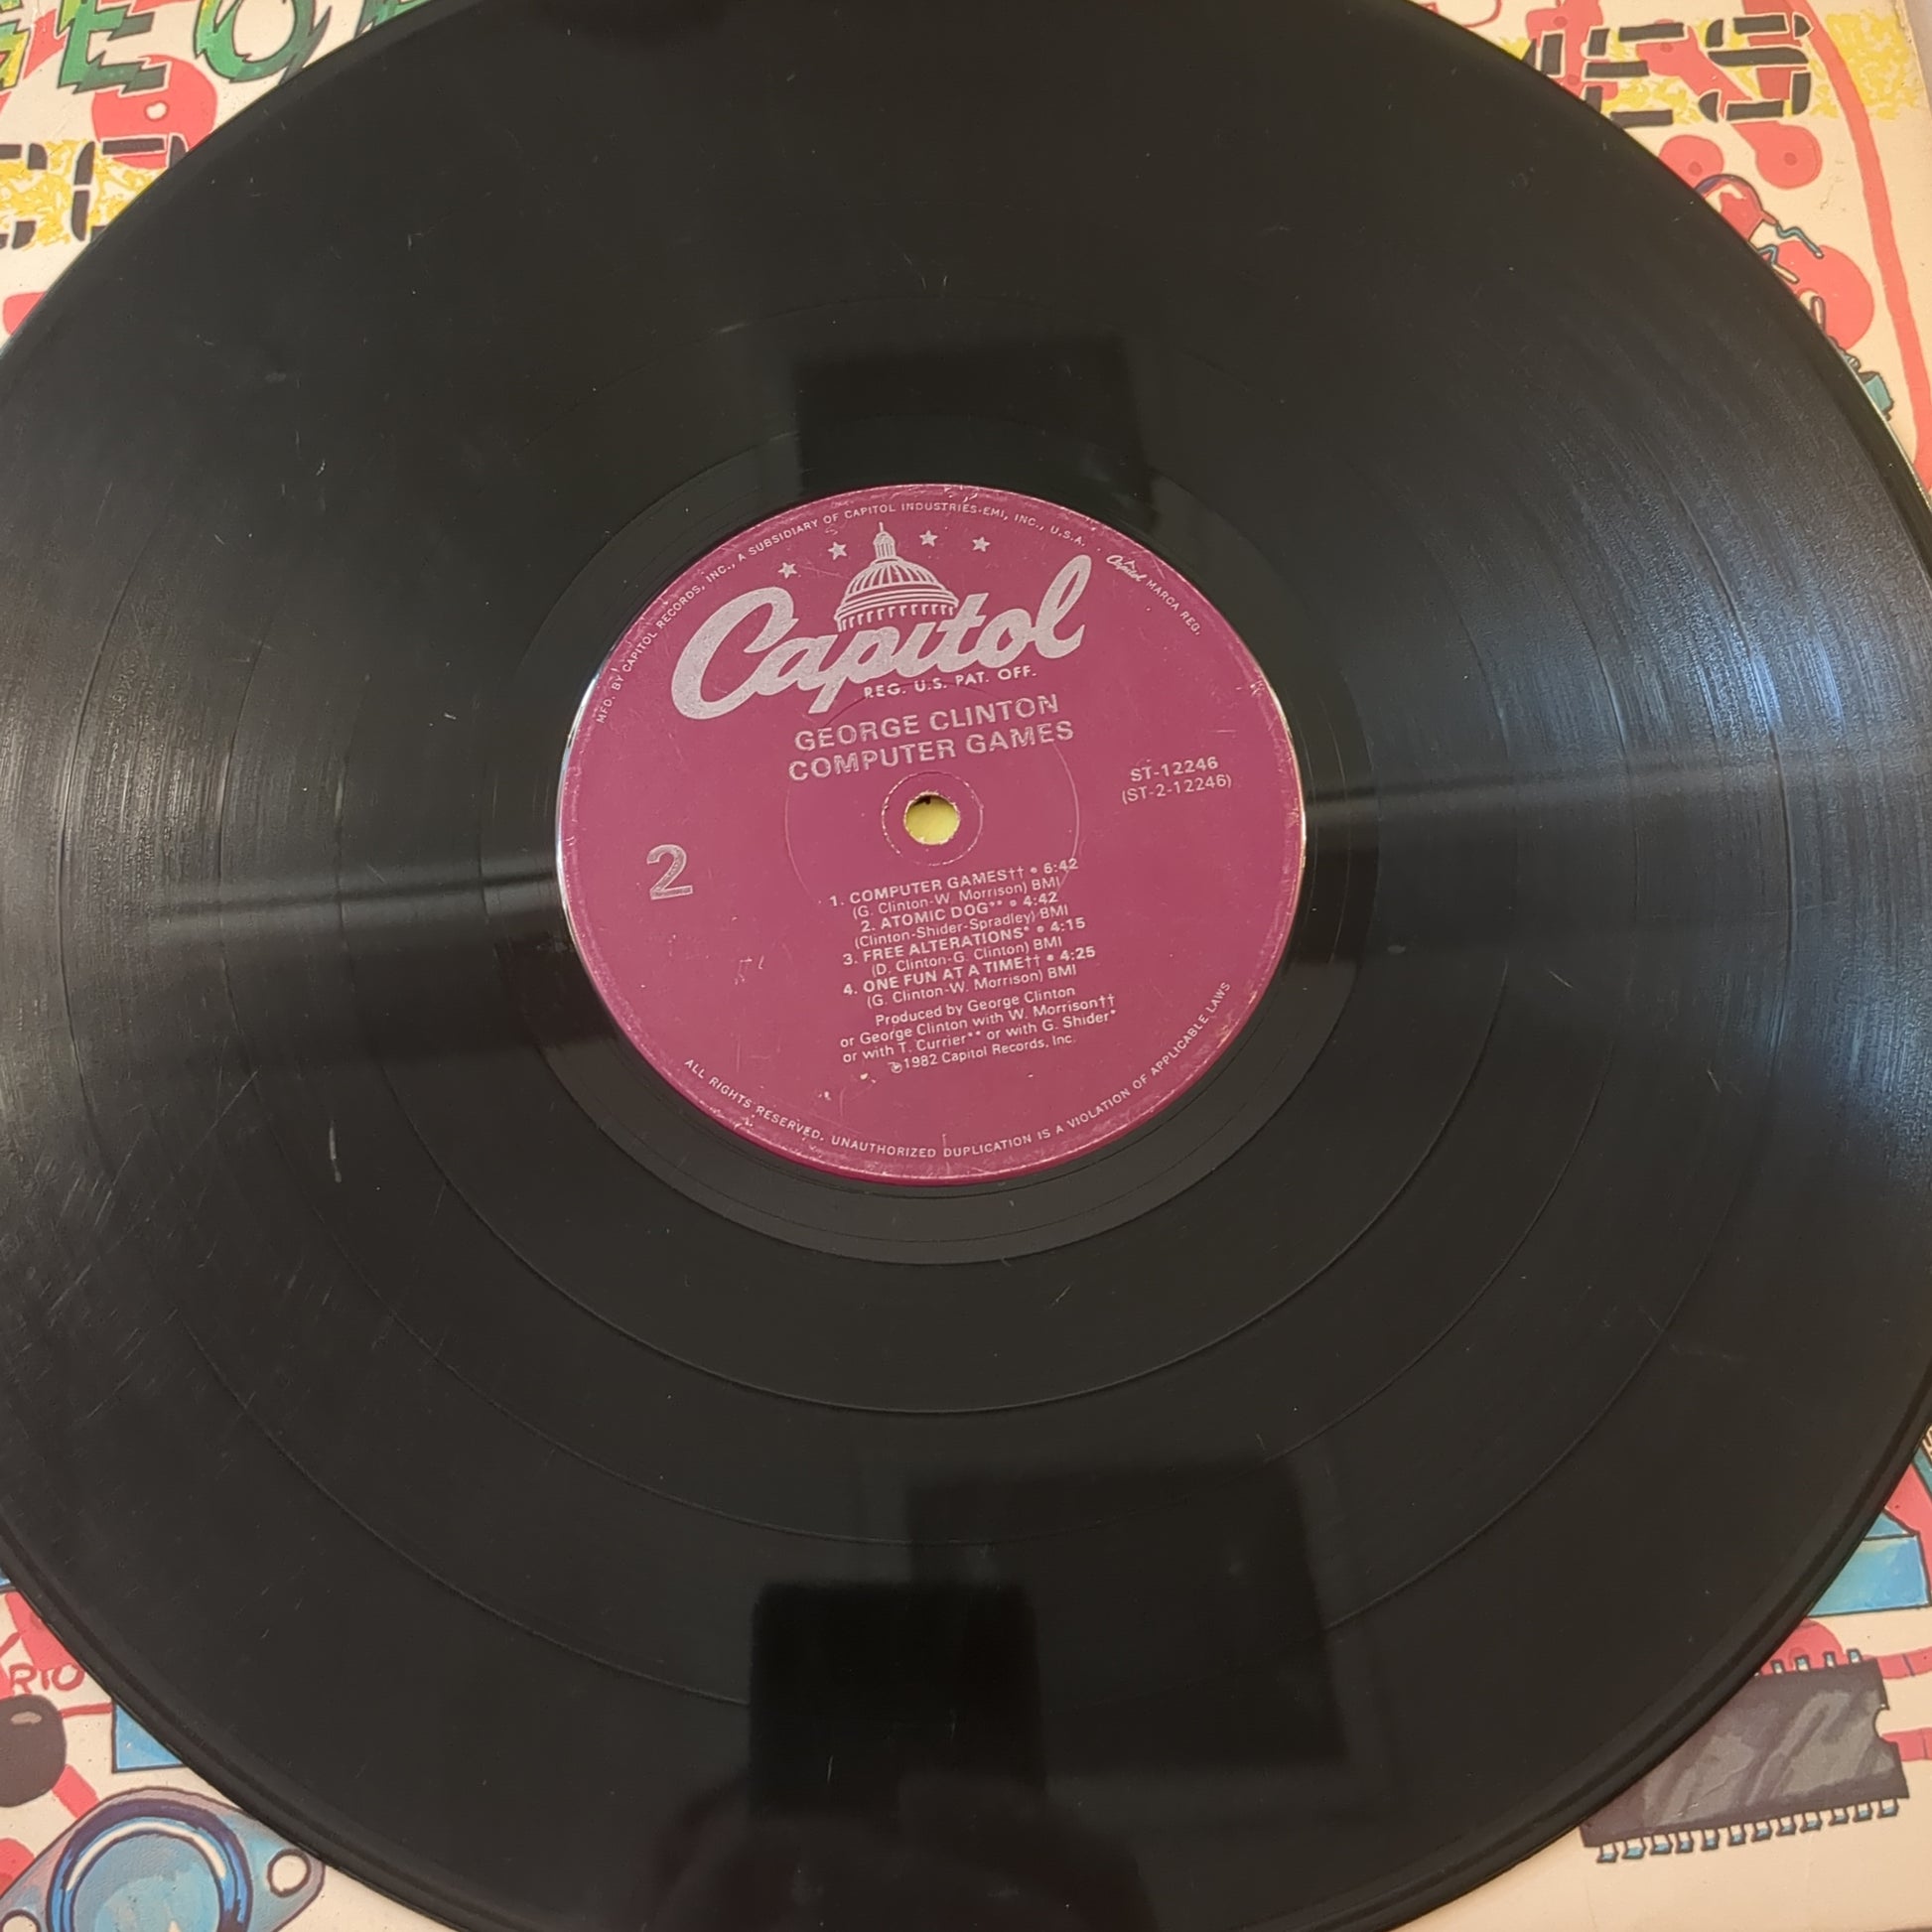 MFD. BY CAPITOL RECORDS, INC., A SUBSIDIARY OF CAPITOL INDUSTRIES-EMI, INC., U.S.A. . Capitol MARCA REG.
Capitol
REG. U.S. PAT. OFF.
GEORGE CLINTON
COMPUTER GAMES
ST-12246
(ST-2-12246)
2
1. COMPUTER GAMES†† • 6:42
(G. Clinton-W. Morrison) BMI
2. ATOMIC DOG** • 4:42
(Clinton-Shider-Spradley) BMI
3. FREE ALTERATIONS* • 4:15
(D. Clinton-G. Clinton) BMI
4. ONE FUN AT A TIME†† • 4:25
(G. Clinton-W. Morrison) BMI
Produced by George Clinton
or George Clinton with W. Morrison††
or with T. Currier** or with G. Shider*
℗1982 Capitol Records, Inc.
ALL RIGHTS RESERVED. UNAUTHORIZED DUPLICATION IS A VIOLATION OF APPLICABLE LAWS